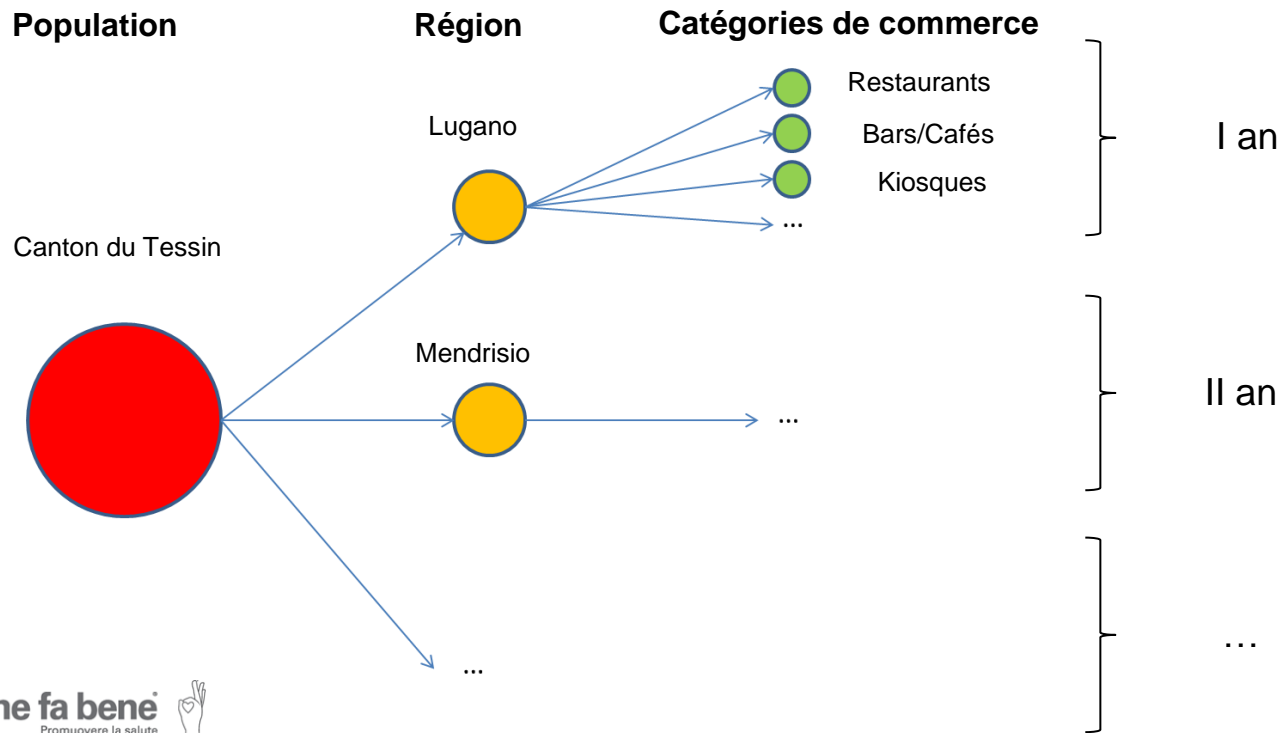 Population Région Catégories de commerce
Restaurants
Lugano
Bars/Cafés
I an
Kiosques
...
Canton du Tessin
Mendrisio
II an
...
...
...
fa bene
Promuovere la salute